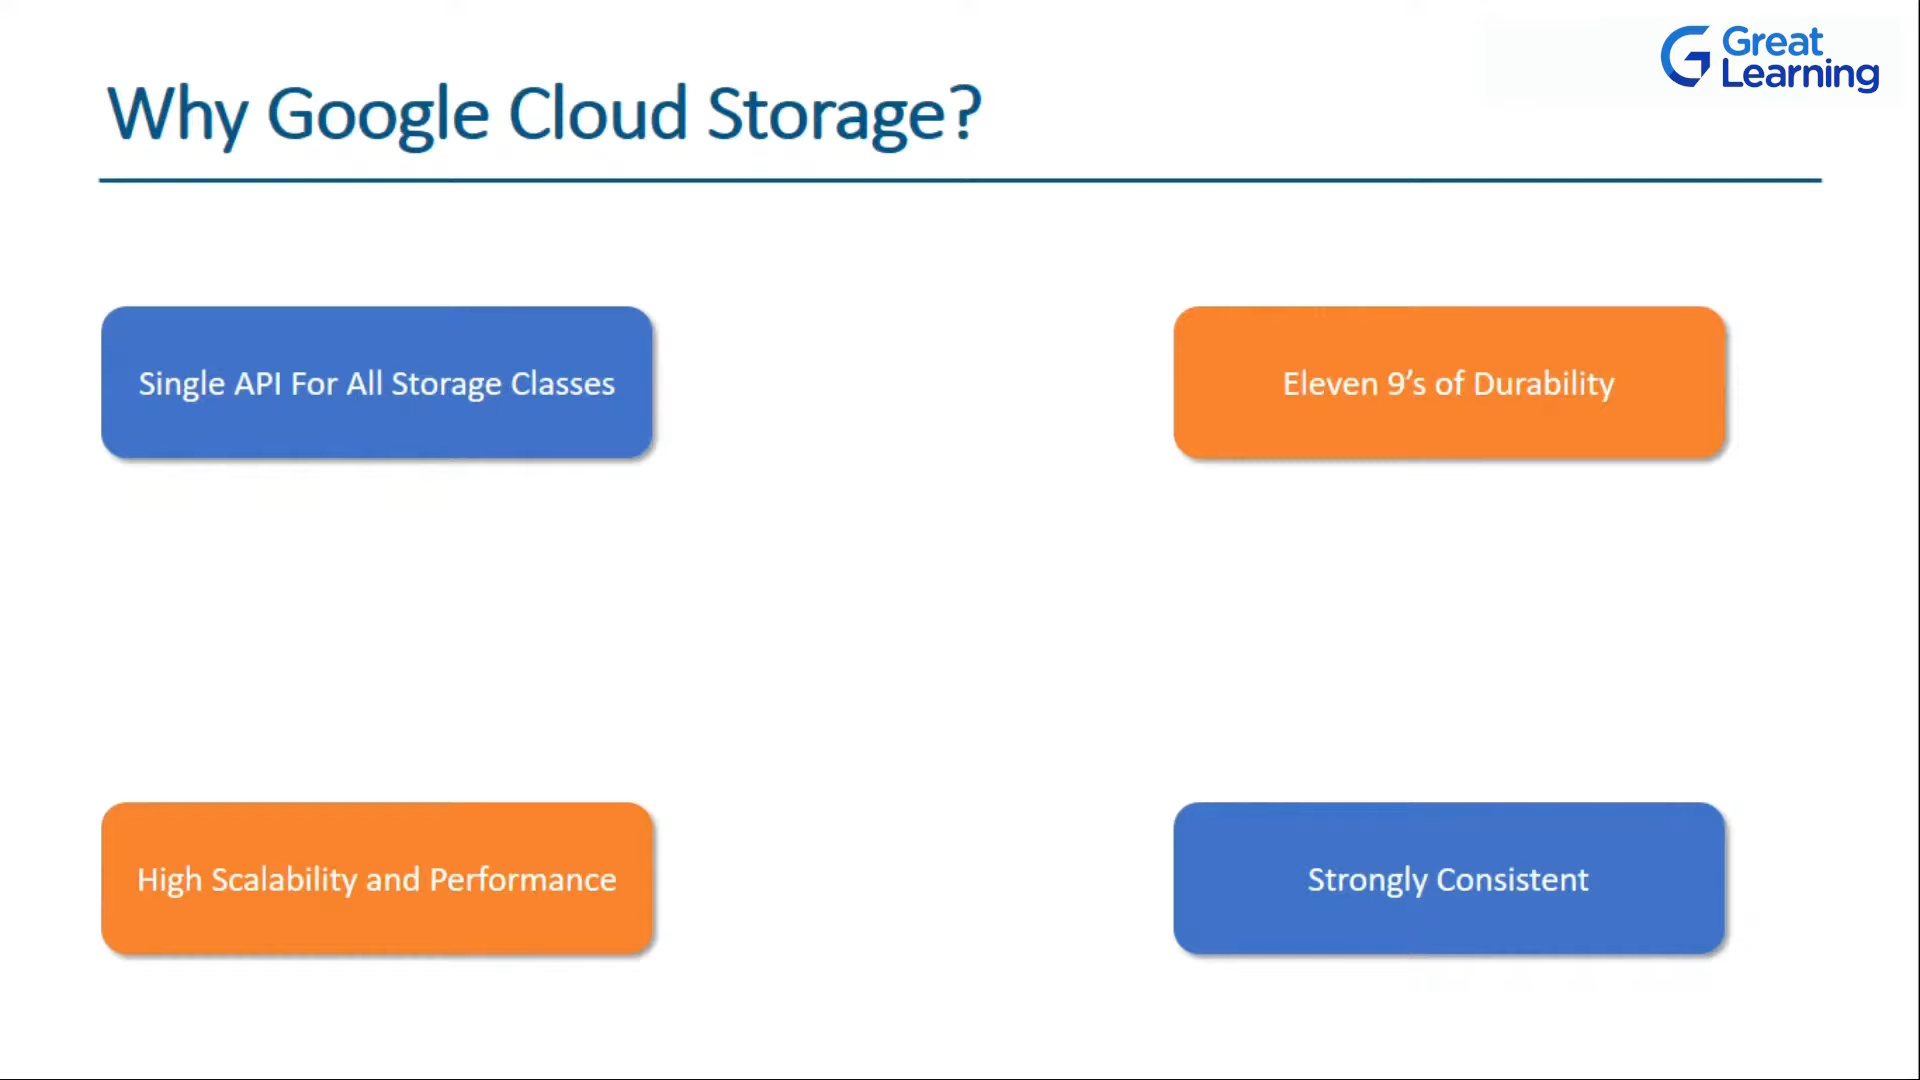 Great
Learning
Why Google Cloud Storage?
Single API For All Storage Classes
Eleven 9’s of Durability
High Scalability and Performance
Strongly Consistent